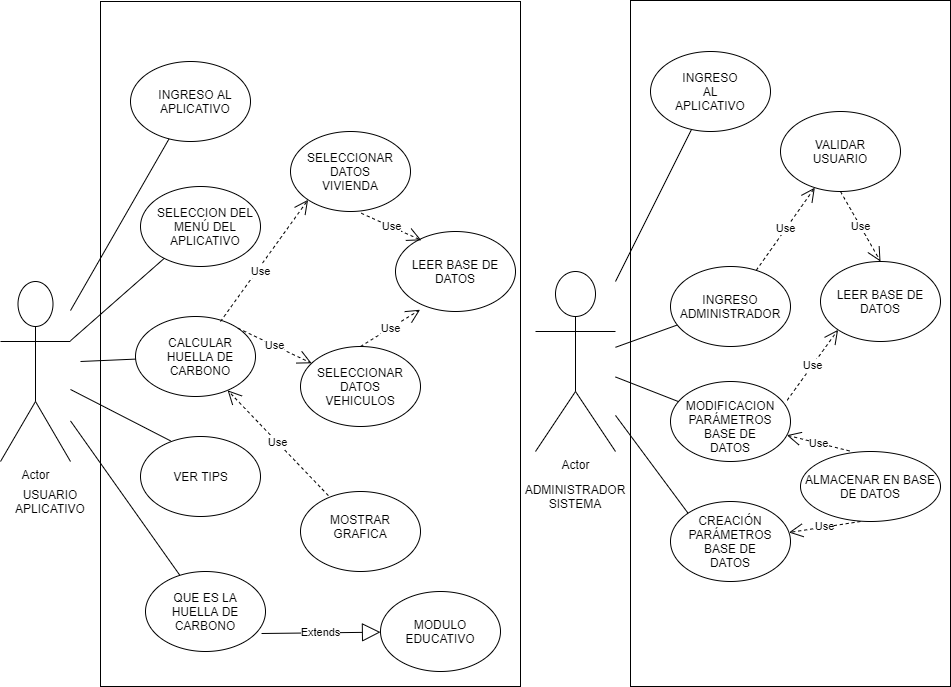 INGRESO AL
APLICATIVO
SELECCIONAR
DATOS
VIVIENDA
SELECCION DEL
MENÚ DEL
APLICATIVO
Use
LEER BASE DE
DATOS
Use
CALCULAR
HUELLA DE
CARBONO
Use
Use
SELECCIONAR
DATOS
VEHICULOS
Use
Actor
USUARIO
APLICATIVO
VER TIPS
MOSTRAR
GRAFICA
QUE ES LA
HUELLA DE
CARBONO
Extends
MODULO
EDUCATIVO
INGRESO
AL
APLICATIVO
VALIDAR
USUARIO
Use
Use
INGRESO
ADMINISTRADOR
LEER BASE DE
DATOS
Use
MODIFICACION
PARÁMETROS
BASE DE
DATOS
Use
Actor
ADMINISTRADOR
SISTEMA
ALMACENAR EN BASE
DE DATOS
CREACIÓN
PARÁMETROS
BASE DE
DATOS
Use